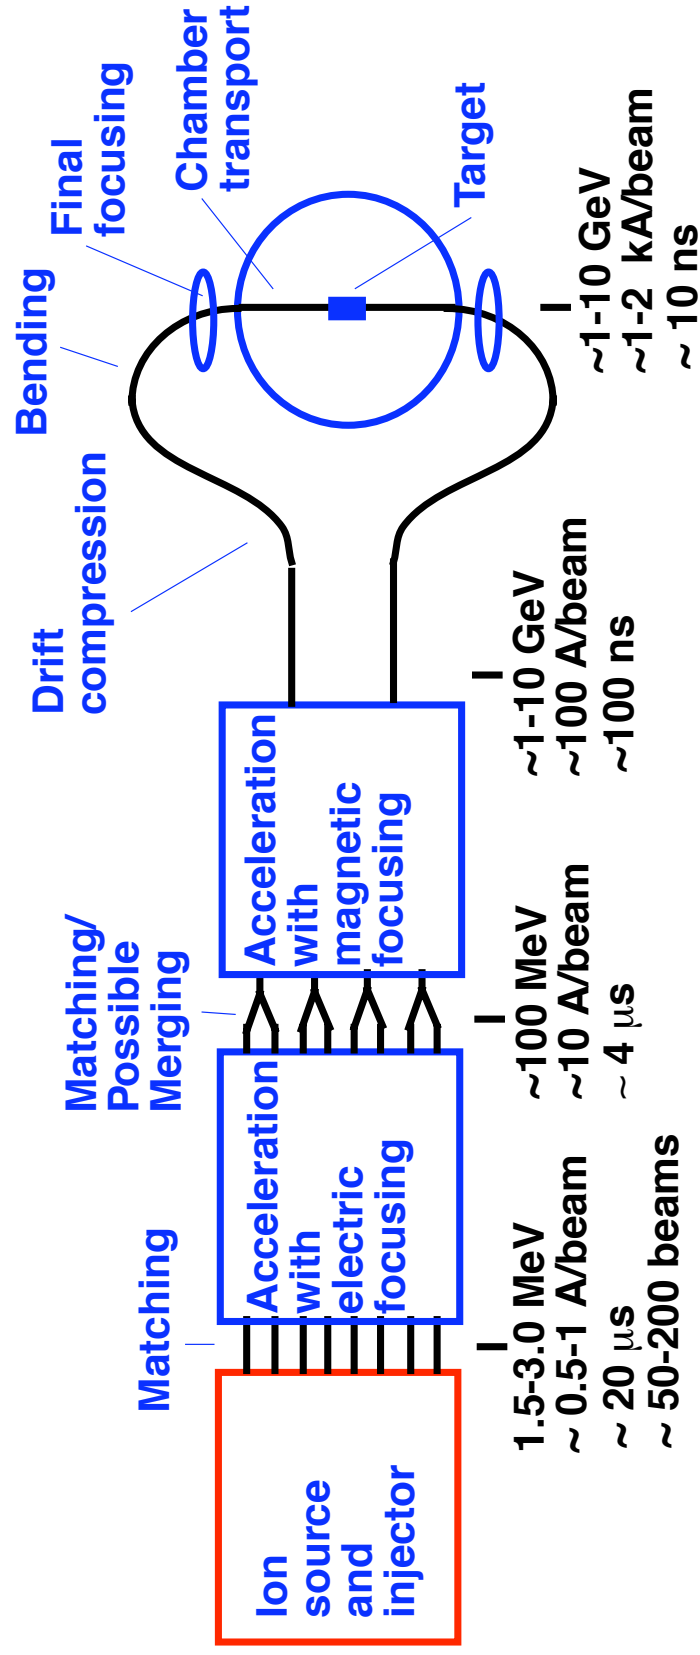 Ion
source
and
injector
Matching
Acceleration
with
electric
focusing
Matching/
Possible
Merging
Acceleration
with
magnetic
focusing
Drift
compression
Bending
Final
focusing
Chamber
transport
Target
1.5-3.0 MeV
~ 0.5-1 A/beam
~ 20 μs
~ 50-200 beams
~100 MeV
~10 A/beam
~ 4 μs
~1-10 GeV
~100 A/beam
~100 ns
~1-10 GeV
~1-2 kA/beam
~ 10 ns